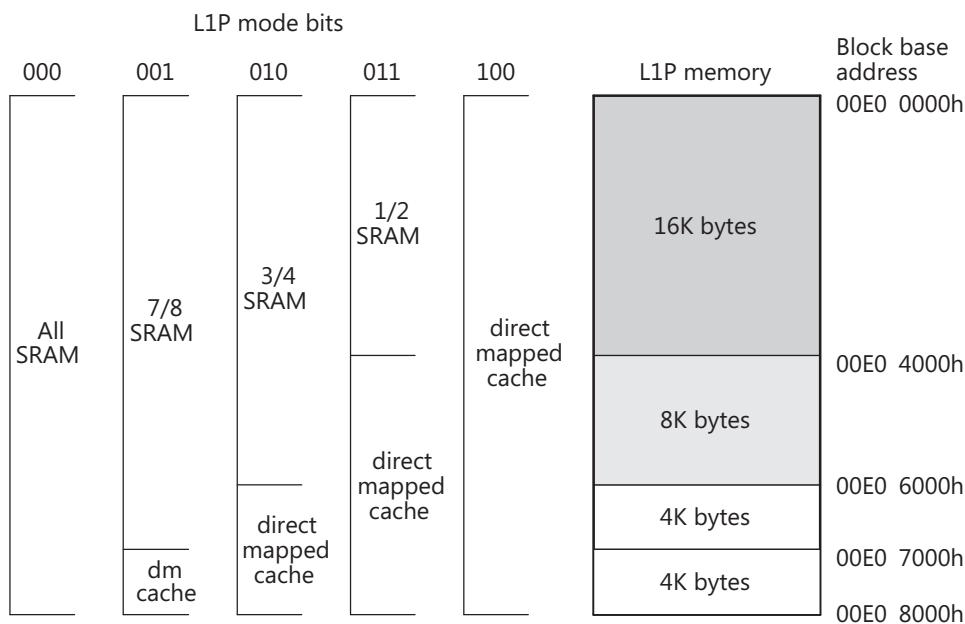 L1P mode bits
000 001 010 011 100 L1P memory Block base
address
00E0 0000h
1/2
SRAM
16K bytes
3/4
SRAM
7/8
SRAM
All
SRAM
direct
mapped
cache
00E0 4000h
8K bytes
direct
mapped
cache
00E0 6000h
4K bytes
direct
mapped
cache
00E0 7000h
dm
cache
4K bytes
00E0 8000h